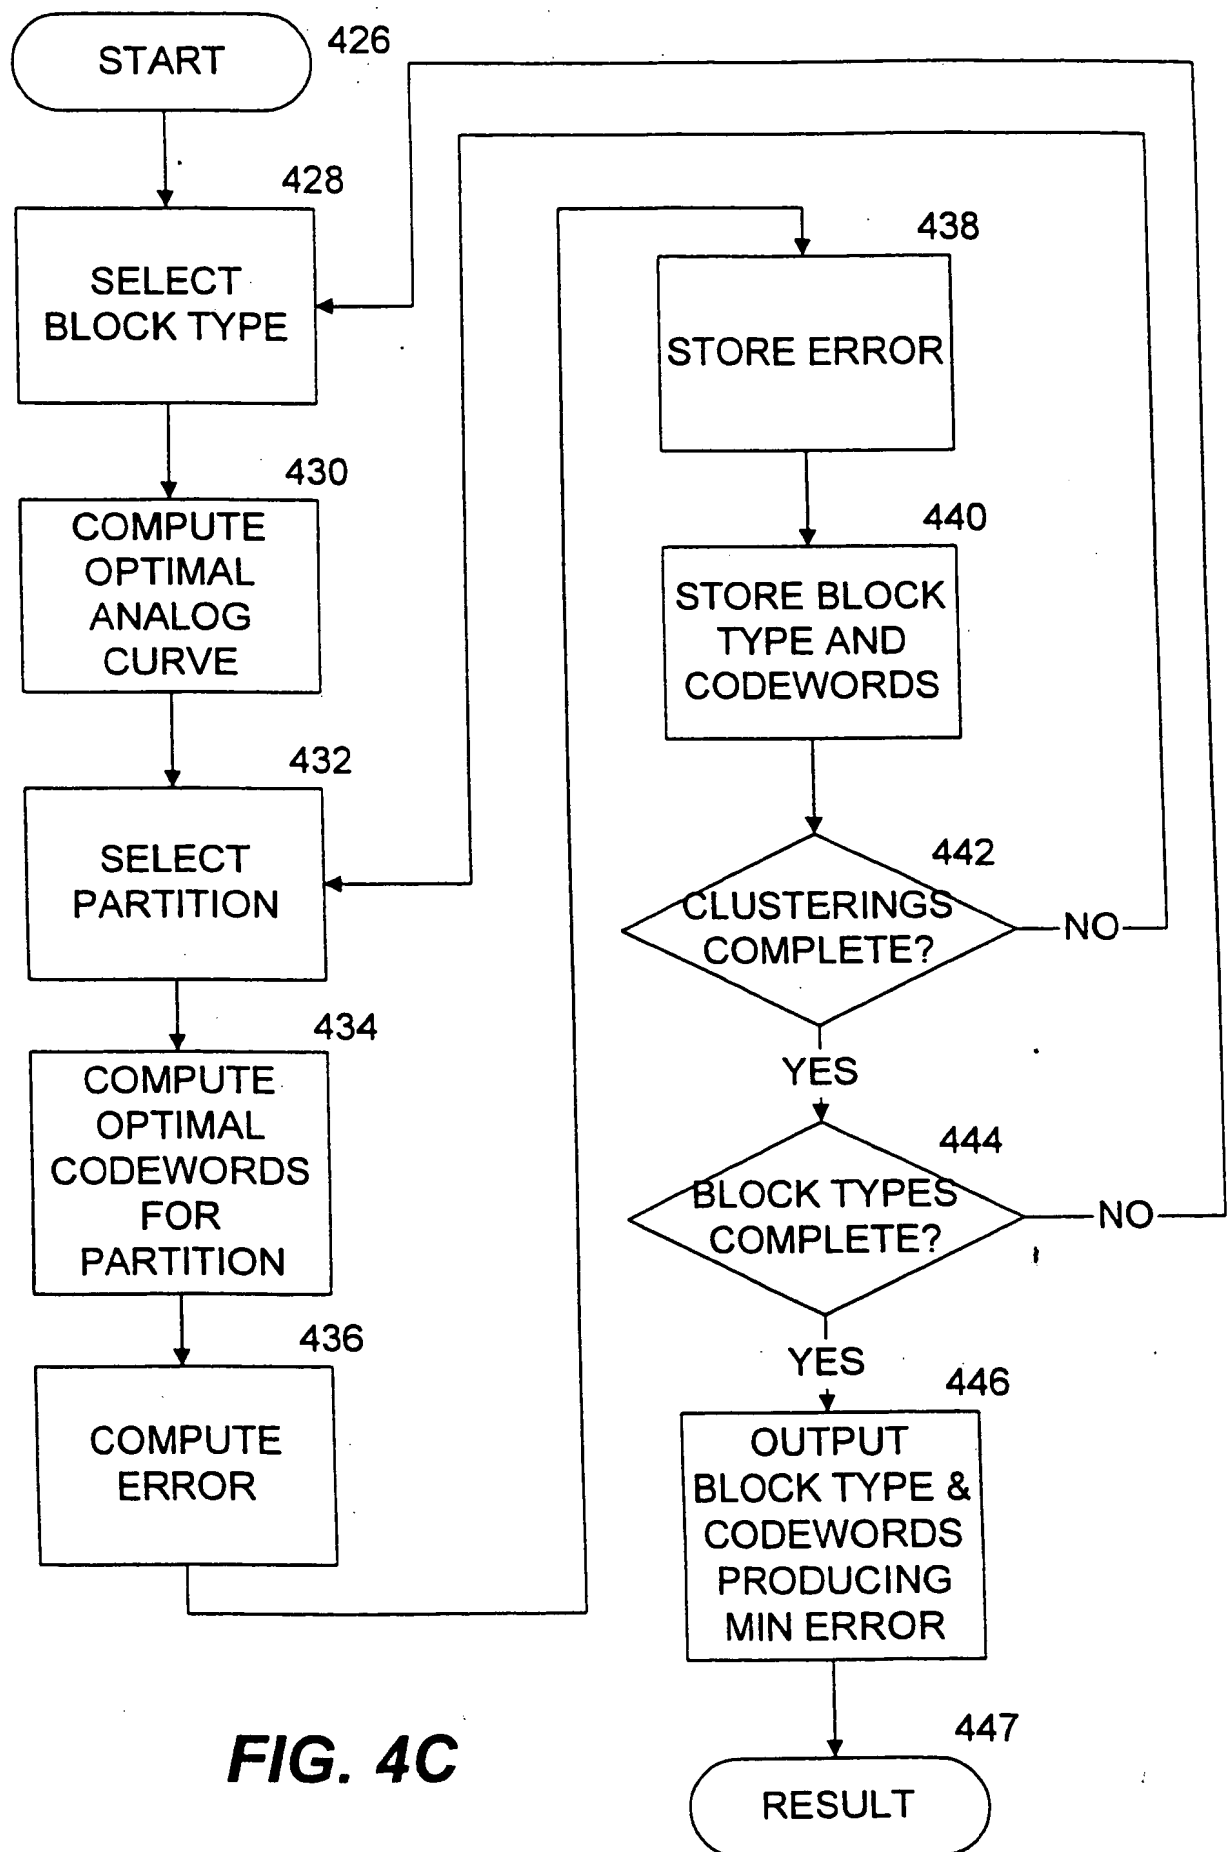 START
426
428
SELECT
BLOCK TYPE
430
COMPUTE
OPTIMAL
ANALOG
CURVE
432
SELECT
PARTITION
434
COMPUTE
OPTIMAL
CODEWORDS
FOR
PARTITION
436
COMPUTE
ERROR
438
STORE ERROR
440
STORE BLOCK
TYPE AND
CODEWORDS
442
CLUSTERINGS
COMPLETE?
NO
YES
444
BLOCK TYPES
COMPLETE?
NO
YES
446
OUTPUT
BLOCK TYPE &
CODEWORDS
PRODUCING
MIN ERROR
447
RESULT
FIG. 4C